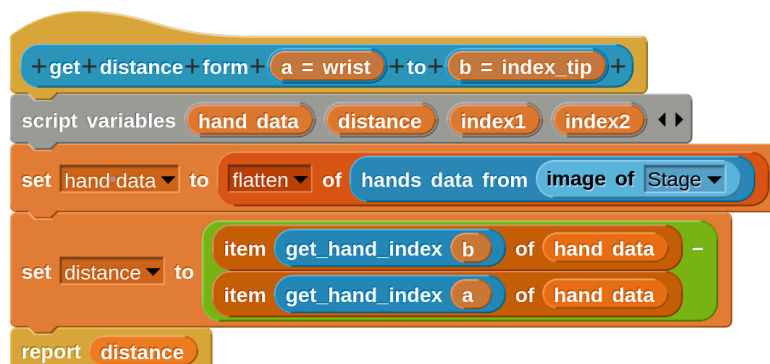 +get+distance+form+ a = wrist +to+ b = index_tip +
script variables hand data distance index1 index2
set hand data to flatten of hands data from image of Stage
set distance to item get_hand_index b of hand data −
item get_hand_index a of hand data
report distance